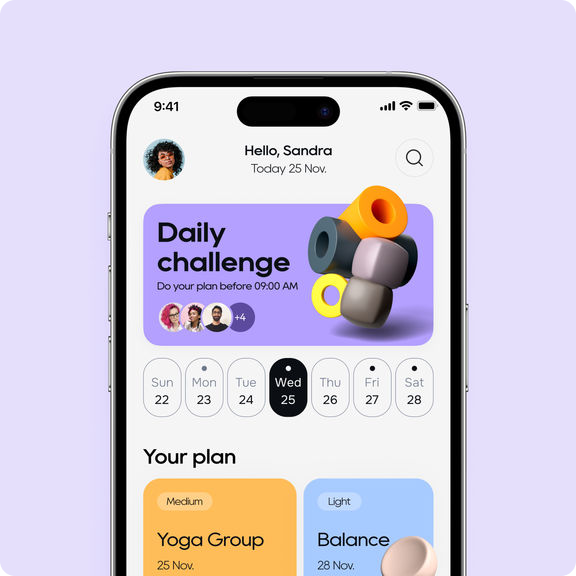 9:41
Hello, Sandra
Today 25 Nov.
Daily
challenge
Do your plan before 09:00 AM
+4
Sun Mon Tue Wed Thu Fri Sat
22 23 24 25 26 27 28
Your plan
Medium Light
Yoga Group Balance
25 Nov. 28 Nov.